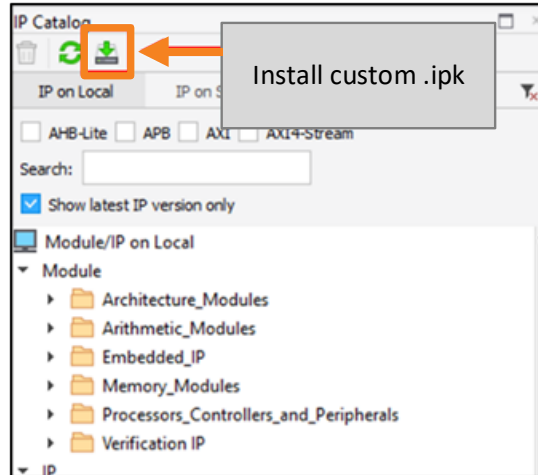 IP Catalog
Install custom .ipk
IP on Local
IP on S
AHB-Lite
APB
AXI
AXI4-Stream
Search:
Show latest IP version only
Module/IP on Local
Module
Architecture_Modules
Arithmetic_Modules
Embedded_IP
Memory_Modules
Processors_Controllers_and_Peripherals
Verification IP
IP